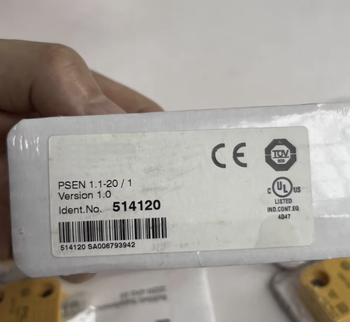 PSEN 1.1-20 / 1
Version 1.0
Ident.No. 514120
514120 SA006793942
CE
TÜV
C UL US
LISTED
IND.CONT.EQ
4D47